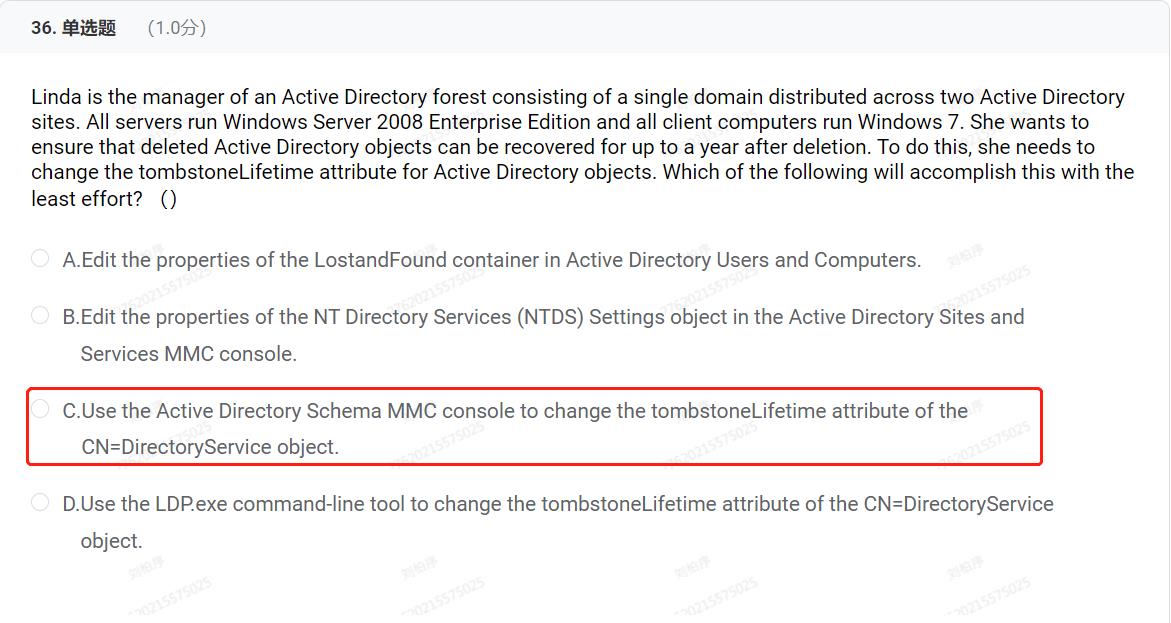 36. 单选题 (1.0分)
Linda is the manager of an Active Directory forest consisting of a single domain distributed across two Active Directory
sites. All servers run Windows Server 2008 Enterprise Edition and all client computers run Windows 7. She wants to
ensure that deleted Active Directory objects can be recovered for up to a year after deletion. To do this, she needs to
change the tombstoneLifetime attribute for Active Directory objects. Which of the following will accomplish this with the
least effort? ()
A.Edit the properties of the LostandFound container in Active Directory Users and Computers.
B.Edit the properties of the NT Directory Services (NTDS) Settings object in the Active Directory Sites and
Services MMC console.
C.Use the Active Directory Schema MMC console to change the tombstoneLifetime attribute of the
CN=DirectoryService object.
D.Use the LDP.exe command-line tool to change the tombstoneLifetime attribute of the CN=DirectoryService
object.